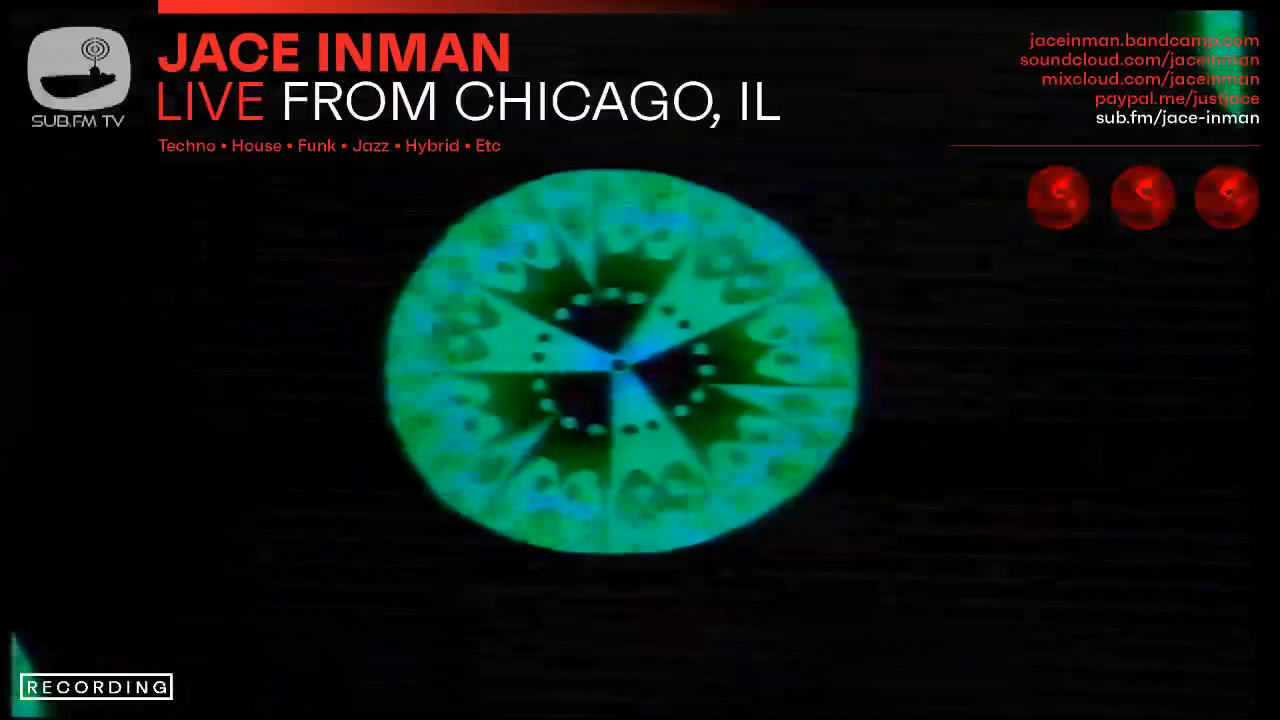 JACE INMAN
LIVE FROM CHICAGO, IL
Techno • House • Funk • Jazz • Hybrid • Etc
SUB.FM TV
jaceinman.bandcamp.com
soundcloud.com/jaceinman
mixcloud.com/jaceinman
paypal.me/justjace
sub.fm/jace-inman
RECORDING